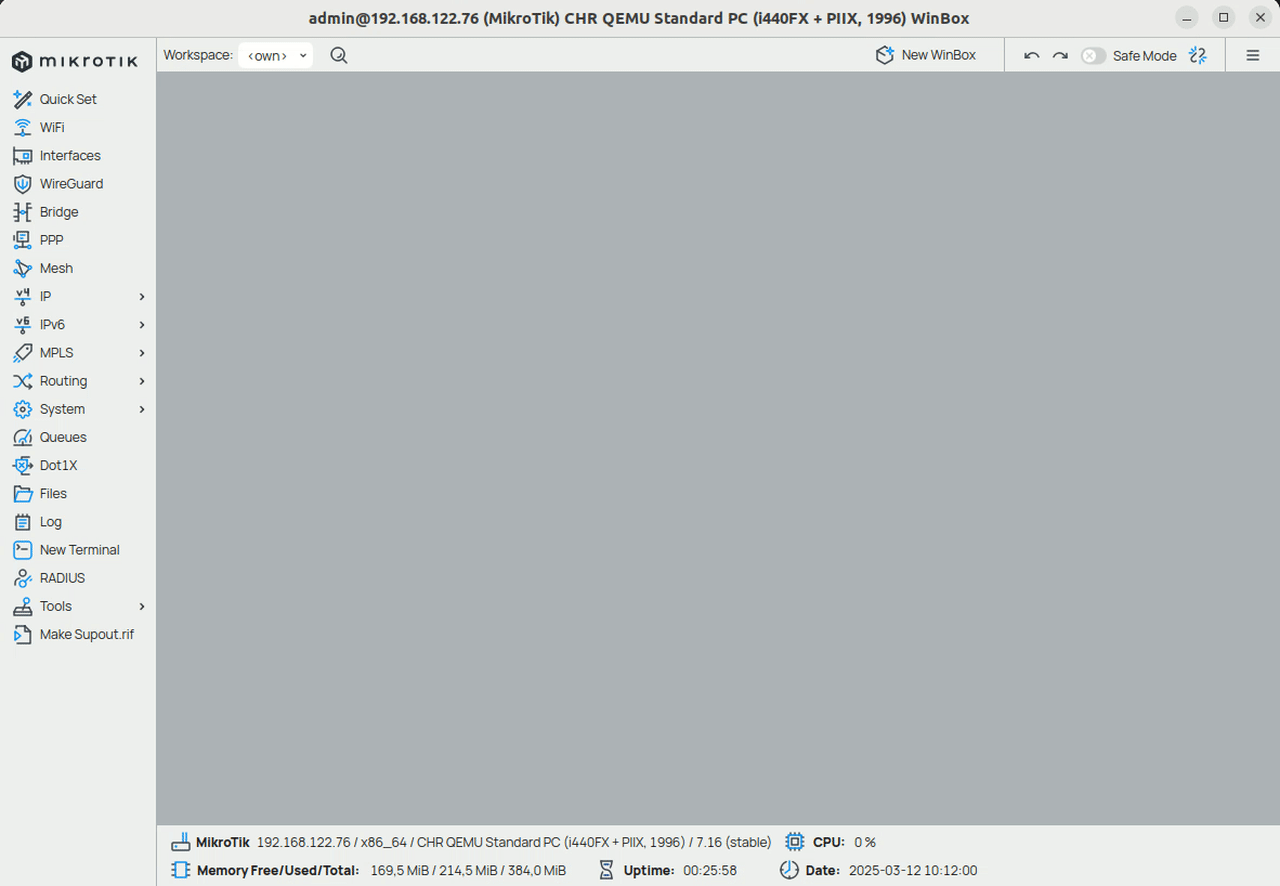 admin@192.168.122.76 (MikroTik) CHR QEMU Standard PC (i440FX + PIIX, 1996) WinBox
MIKROTIK
Workspace: <own>
New WinBox
Safe Mode
Quick Set
WiFi
Interfaces
WireGuard
Bridge
PPP
Mesh
v4 IP
v6 IPv6
MPLS
Routing
System
Queues
Dot1X
Files
Log
New Terminal
RADIUS
Tools
Make Supout.rif
MikroTik 192.168.122.76 / x86_64 / CHR QEMU Standard PC (i440FX + PIIX, 1996) / 7.16 (stable) CPU: 0 %
Memory Free/Used/Total: 169,5 MiB / 214,5 MiB / 384,0 MiB Uptime: 00:25:58 Date: 2025-03-12 10:12:00